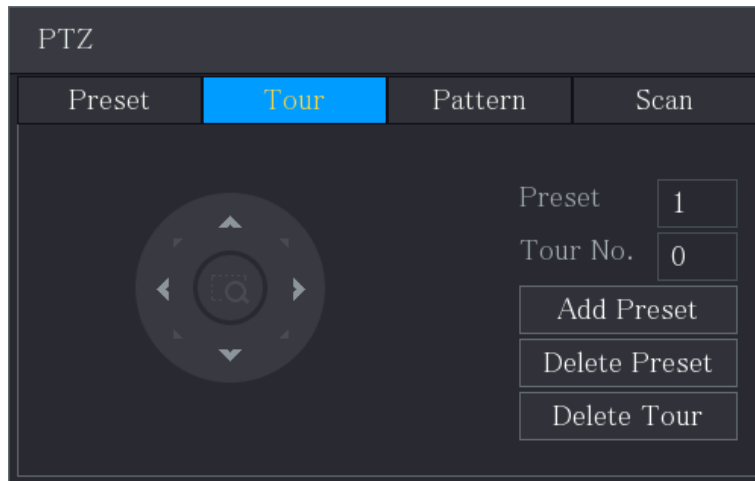 PTZ
Preset Tour Pattern Scan
Preset 1
Tour No. 0
Add Preset
Delete Preset
Delete Tour